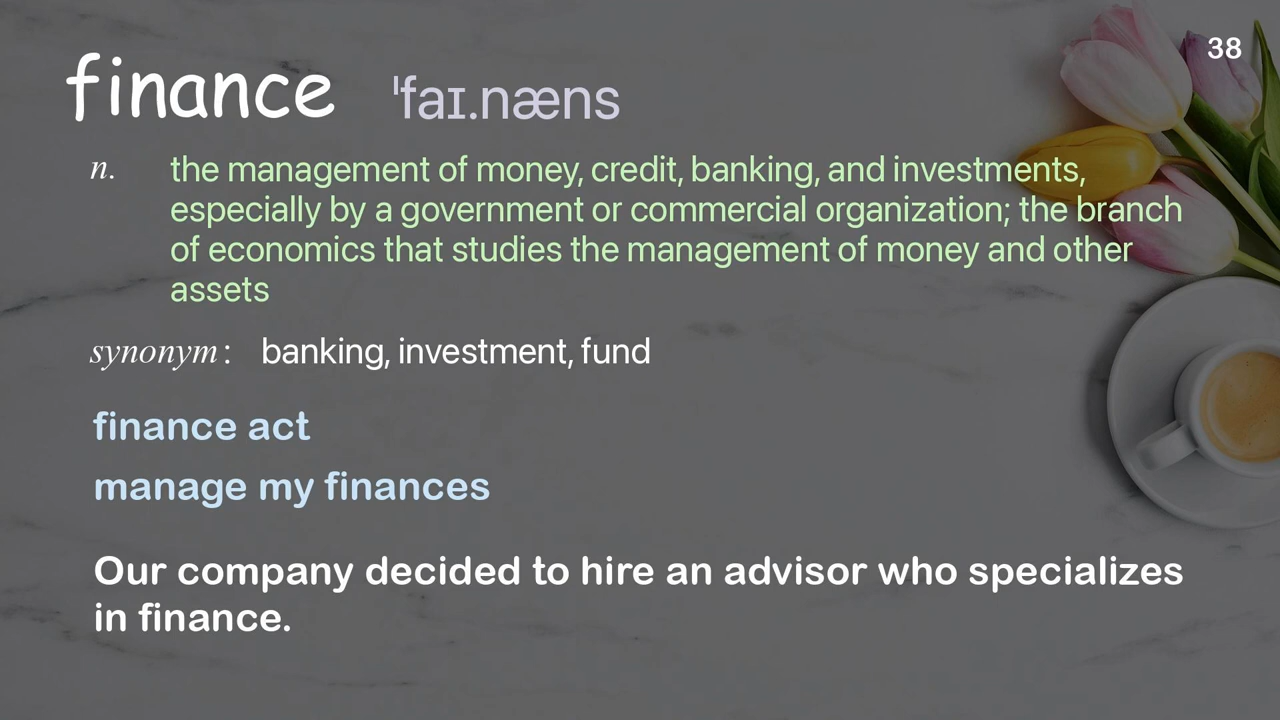 38
finance ˈfaɪ.næns
n. the management of money, credit, banking, and investments,
especially by a government or commercial organization; the branch
of economics that studies the management of money and other
assets
synonym: banking, investment, fund
finance act
manage my finances
Our company decided to hire an advisor who specializes
in finance.